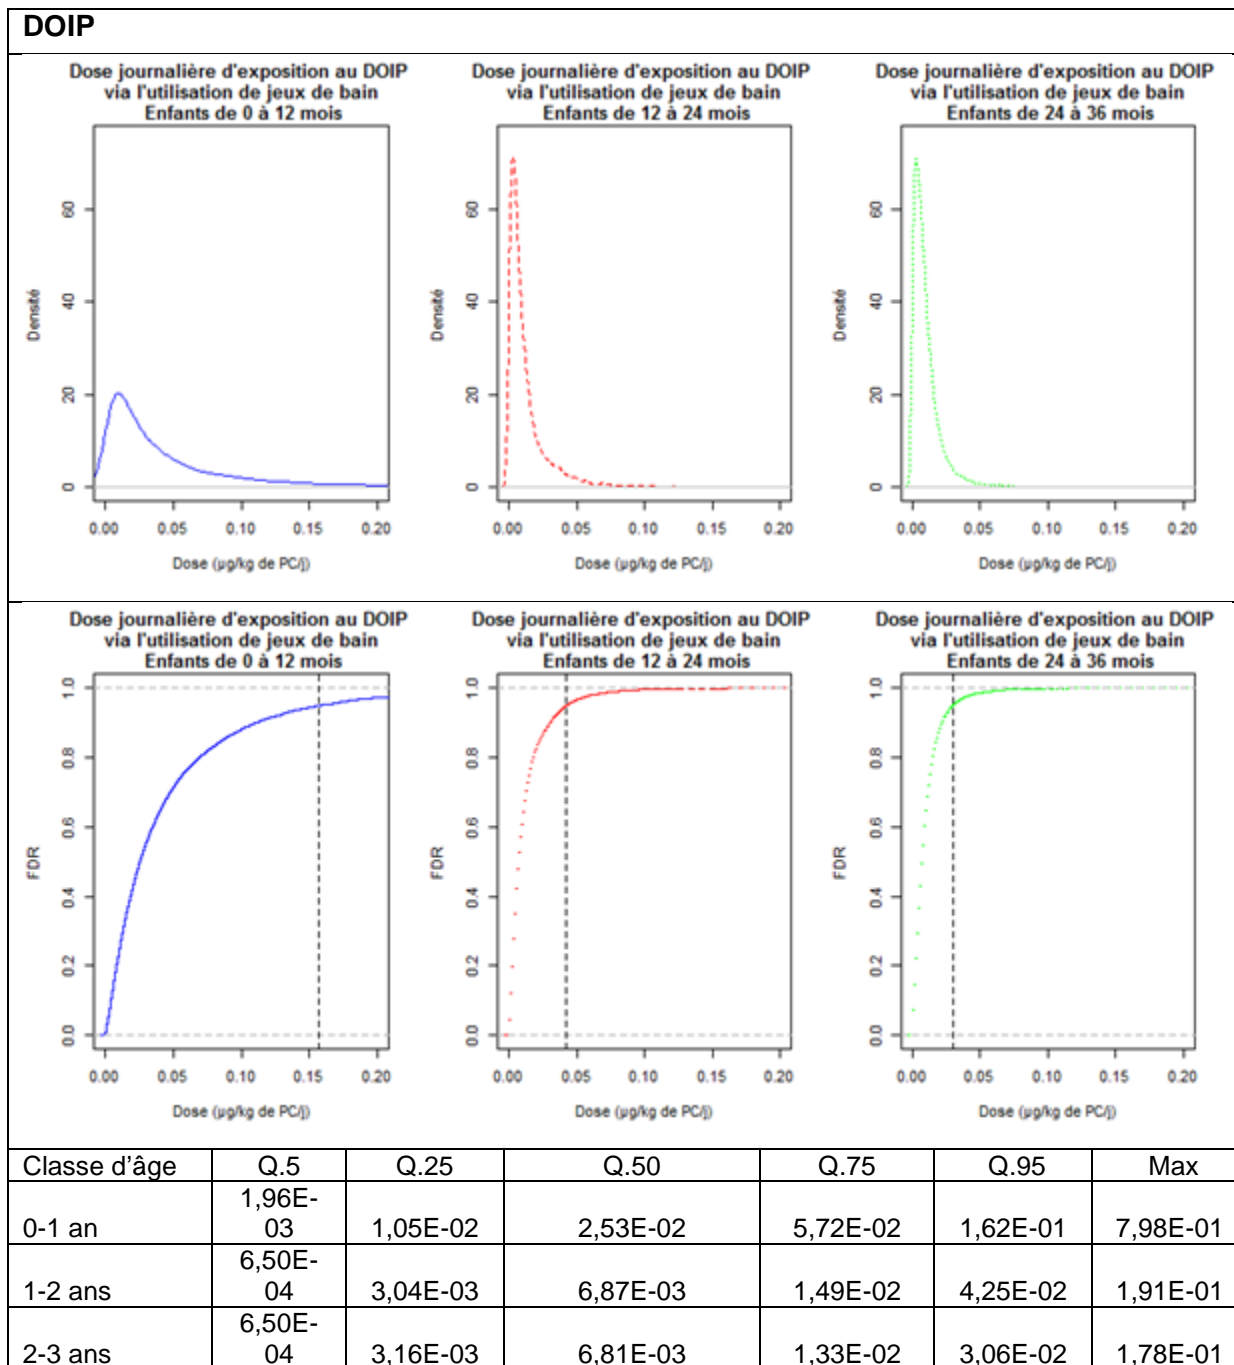 DOIP
Dose journalière d'exposition au DOIP
via l'utilisation de jeux de bain
Enfants de 0 à 12 mois
Densité
60
40
20
0
0.00 0.05 0.10 0.15 0.20
Dose (µg/kg de PC/j)
Dose journalière d'exposition au DOIP
via l'utilisation de jeux de bain
Enfants de 12 à 24 mois
Densité
60
40
20
0
0.00 0.05 0.10 0.15 0.20
Dose (µg/kg de PC/j)
Dose journalière d'exposition au DOIP
via l'utilisation de jeux de bain
Enfants de 24 à 36 mois
Densité
60
40
20
0
0.00 0.05 0.10 0.15 0.20
Dose (µg/kg de PC/j)
Dose journalière d'exposition au DOIP
via l'utilisation de jeux de bain
Enfants de 0 à 12 mois
FDR
1.0
0.8
0.6
0.4
0.2
0.0
0.00 0.05 0.10 0.15 0.20
Dose (µg/kg de PC/j)
Dose journalière d'exposition au DOIP
via l'utilisation de jeux de bain
Enfants de 12 à 24 mois
FDR
1.0
0.8
0.6
0.4
0.2
0.0
0.00 0.05 0.10 0.15 0.20
Dose (µg/kg de PC/j)
Dose journalière d'exposition au DOIP
via l'utilisation de jeux de bain
Enfants de 24 à 36 mois
FDR
1.0
0.8
0.6
0.4
0.2
0.0
0.00 0.05 0.10 0.15 0.20
Dose (µg/kg de PC/j)
Classe d’âge Q.5 Q.25 Q.50 Q.75 Q.95 Max
1,96E-
0-1 an 03 1,05E-02 2,53E-02 5,72E-02 1,62E-01 7,98E-01
6,50E-
1-2 ans 04 3,04E-03 6,87E-03 1,49E-02 4,25E-02 1,91E-01
6,50E-
2-3 ans 04 3,16E-03 6,81E-03 1,33E-02 3,06E-02 1,78E-01